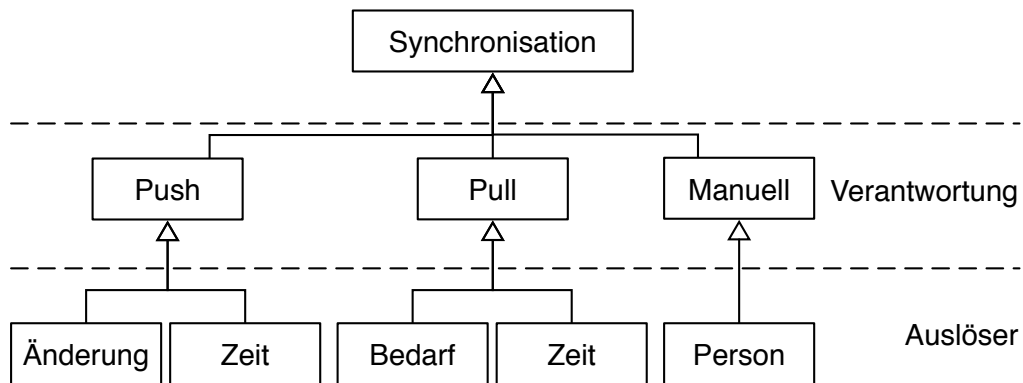 Synchronisation
Push
Pull
Manuell
Verantwortung
Änderung
Zeit
Bedarf
Zeit
Person
Auslöser